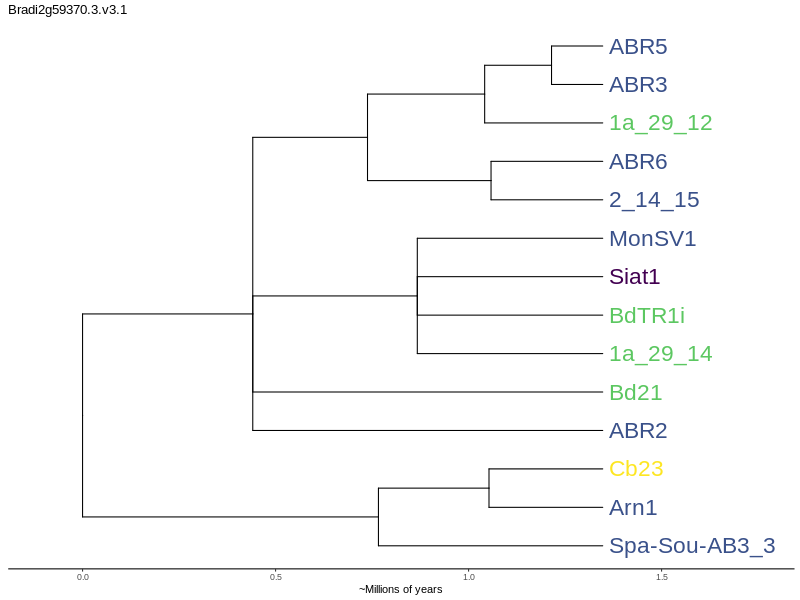 Bradi2g59370.3.v3.1
ABR5
ABR3
1a_29_12
ABR6
2_14_15
MonSV1
Siat1
BdTR1i
1a_29_14
Bd21
ABR2
Cb23
Arn1
Spa-Sou-AB3_3
0.0 0.5 1.0 1.5
~Millions of years